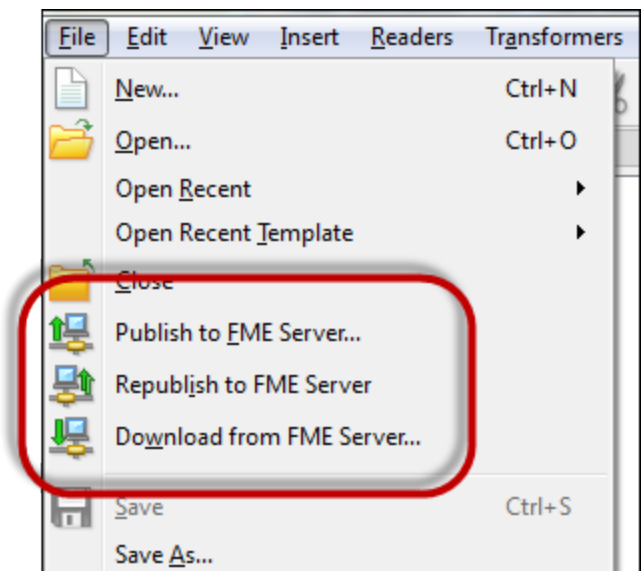 File Edit View Insert Readers Transformers
New... Ctrl+N
Open... Ctrl+O
Open Recent
Open Recent Template
Close
Publish to FME Server...
Republish to FME Server
Download from FME Server...
Save Ctrl+S
Save As...